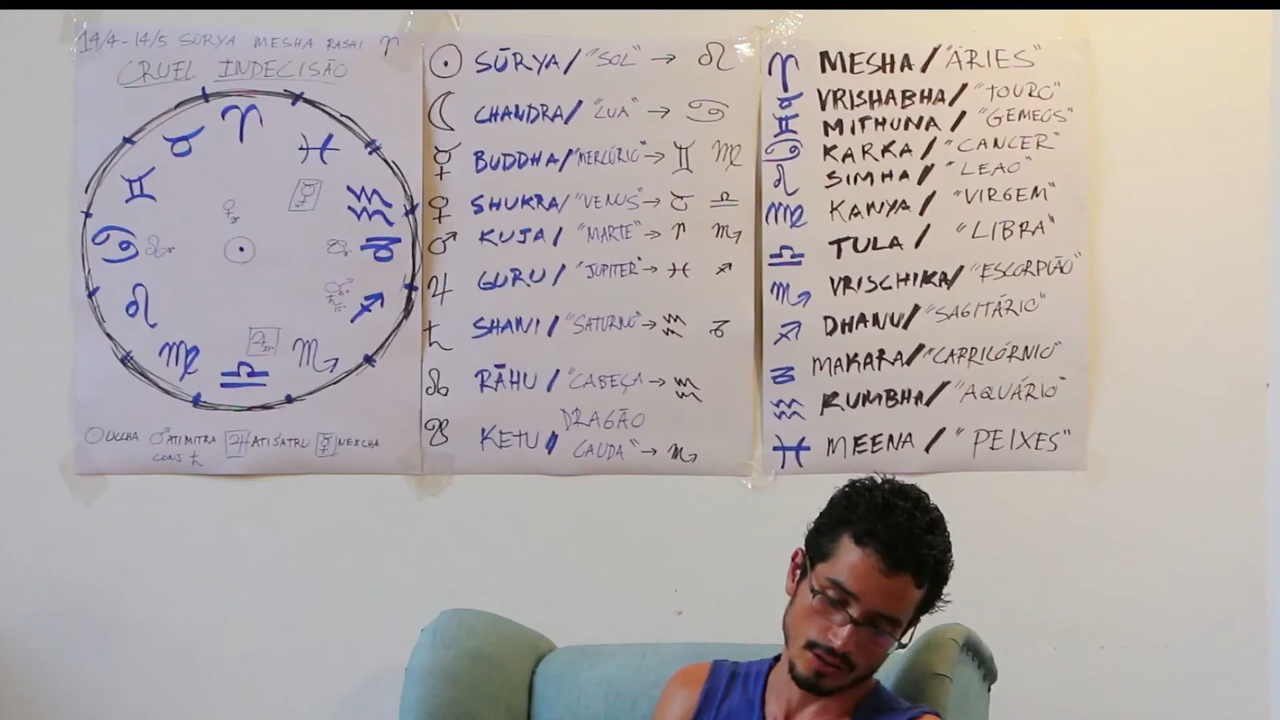 14/4-14/5 SŪRYA MESHA RASHI ♈
CRUEL INDECISÃO
♈
♉ ♓
♊ ☿
♀ ♒
♋ ☊ ☉ ☋ ♑
♂
♄
♌ ♐
♃
♍ ♏
♎
ATIMITRA ♃ ATISATRU ☿ NEECHA
CONS ♄
☉ SŪRYA/ "SOL" → ♌
☾ CHANDRA/ "LUA" → ♋
☿ BUDDHA/ "MERCÚRIO" → ♊ ♍
♀ SHUKRA/ "VENUS" → ♉ ♎
♂ KUJA/ "MARTE" → ♈ ♏
♃ GURU/ "JUPITER" → ♓ ♐
♄ SHANI/ "SATURNO" → ♒ ♑
☊ RĀHU/ "CABEÇA → ♒
DRAGÃO
☋ KETU/ CAUDA" → ♏
♈ MESHA/ "ÁRIES"
♉ VRISHABHA/ "TOURO"
♊ MITHUNA/ "GEMEOS"
♋ KARKA/ "CANCER"
♌ SIMHA/ "LEAO"
♍ KANYA/ "VIRGEM"
♎ TULA/ "LIBRA"
♏ VRISCHIKA/ "ESCORPIÃO"
♐ DHANU/ "SAGITÁRIO"
♑ MAKARA/ "CAPRICÓRNIO"
♒ KUMBHA/ "AQUÁRIO"
♓ MEENA/ "PEIXES"